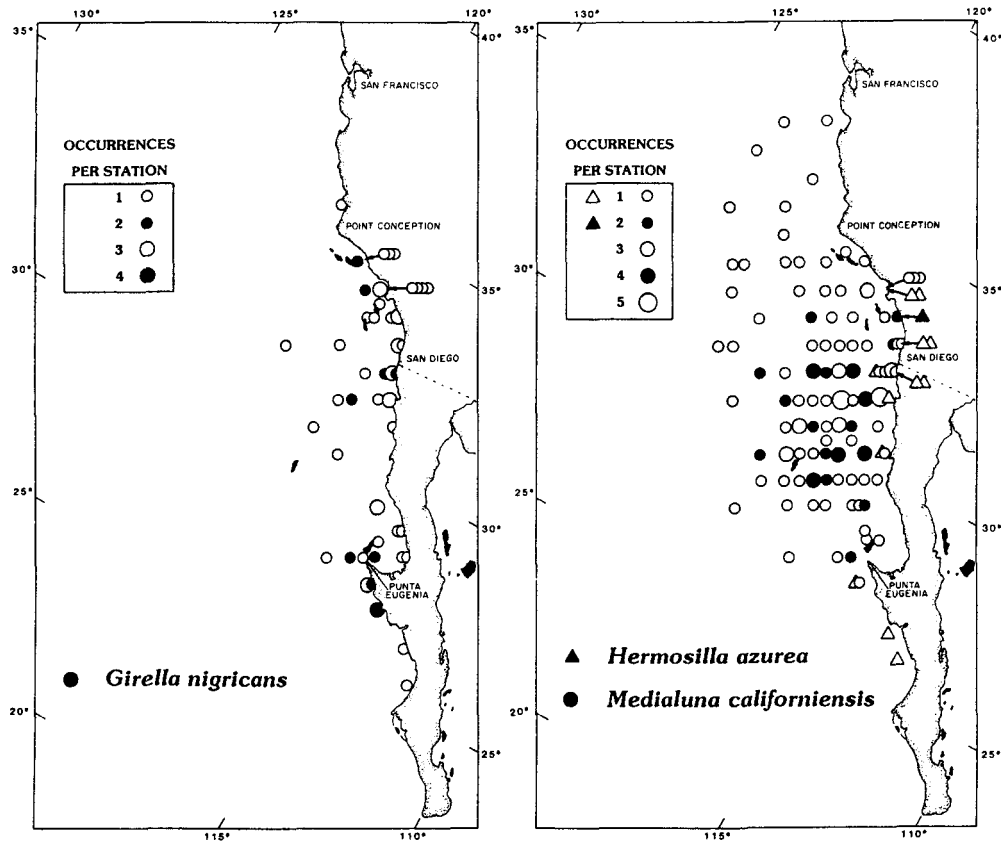 130° 125° 120°
35° 40°
SAN FRANCISCO
OCCURRENCES
PER STATION
1
2
3
4
POINT CONCEPTION
30° 35°
SAN DIEGO
25° 30°
PUNTA
EUGENIA
Girella nigricans
20° 25°
115° 110°
130° 125° 120°
35° 40°
SAN FRANCISCO
OCCURRENCES
PER STATION
1
2
3
4
5
POINT CONCEPTION
30° 35°
SAN DIEGO
25° 30°
PUNTA
EUGENIA
Hermosilla azurea
Medialuna californiensis
20° 25°
115° 110°